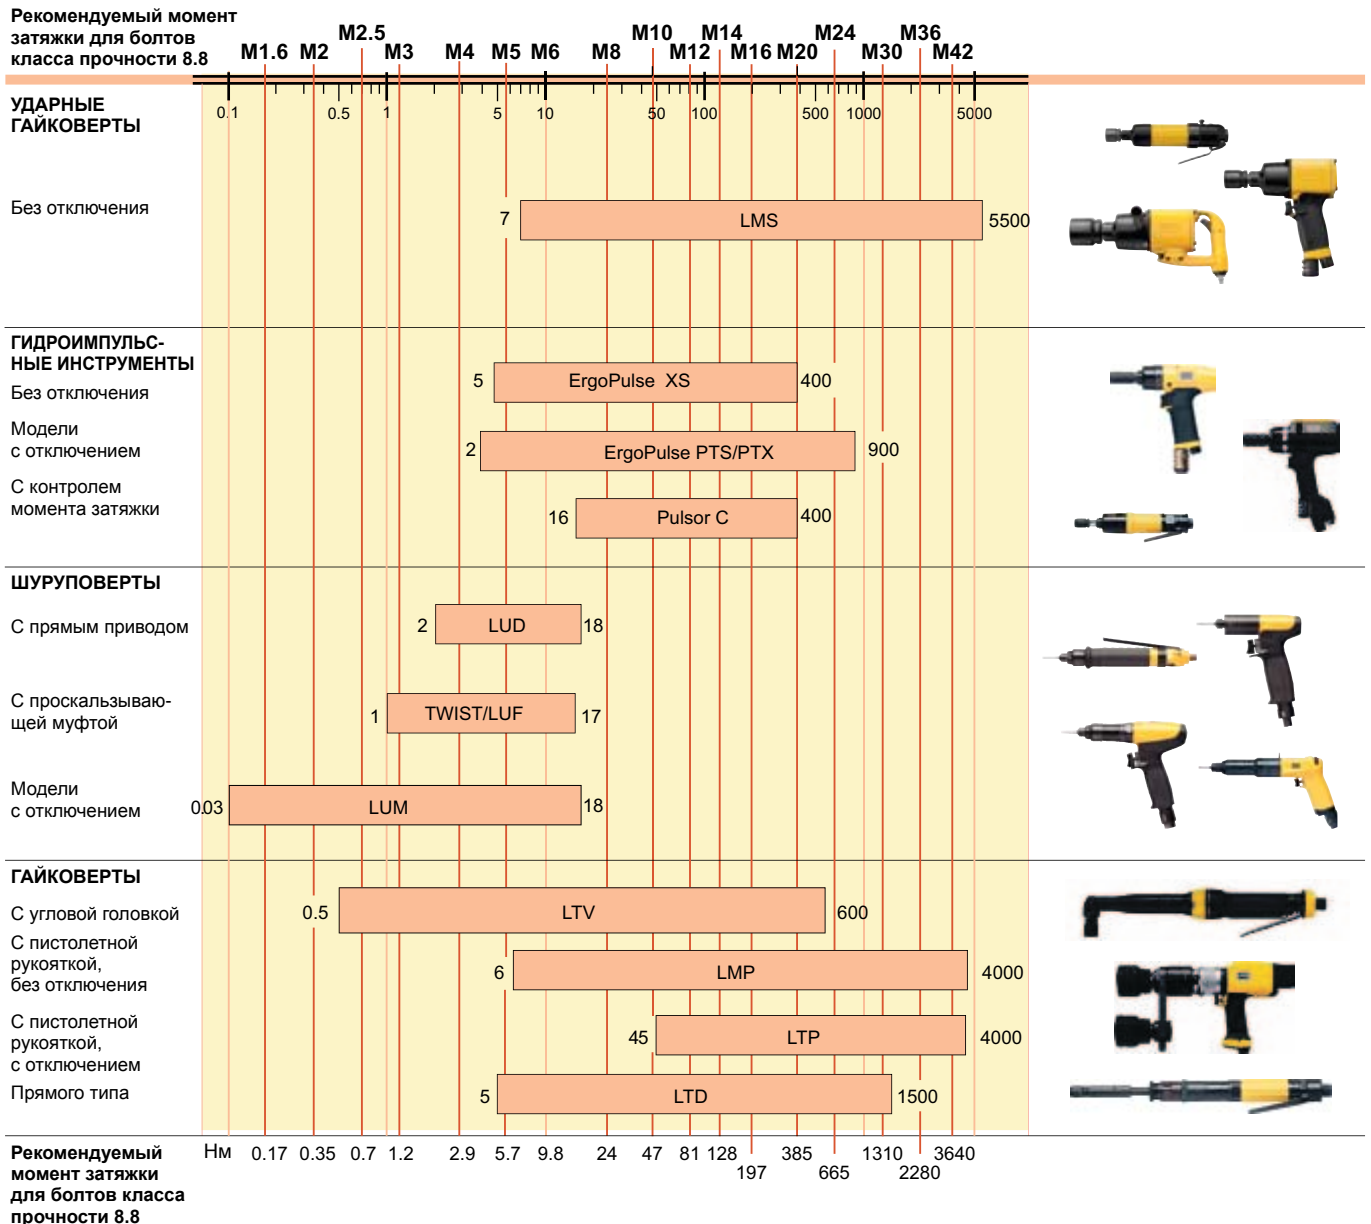 Рекомендуемый момент
затяжки для болтов
класса прочности 8.8
M1.6 M2 M2.5 M3 M4 M5 M6 M8 M10 M12 M14 M16 M20 M24 M30 M36 M42
УДАРНЫЕ
ГАЙКОВЕРТЫ
0.1 0.5 1 5 10 50 100 500 1000 5000
Без отключения
7 LMS 5500
ГИДРОИМПУЛЬС-
НЫЕ ИНСТРУМЕНТЫ
Без отключения
5 ErgoPulse XS 400
Модели
с отключением
2 ErgoPulse PTS/PTX 900
С контролем
момента затяжки
16 Pulsor C 400
ШУРУПОВЕРТЫ
С прямым приводом
2 LUD 18
С проскальзываю-
щей муфтой
1 TWIST/LUF 17
Модели
с отключением
0.03 LUM 18
ГАЙКОВЕРТЫ
С угловой головкой
0.5 LTV 600
С пистолетной
рукояткой,
без отключения
6 LMP 4000
С пистолетной
рукояткой,
с отключением
45 LTP 4000
Прямого типа
5 LTD 1500
Рекомендуемый
момент затяжки
для болтов класса
прочности 8.8
Нм 0.17 0.35 0.7 1.2 2.9 5.7 9.8 24 47 81 128 197 385 665 1310 2280 3640